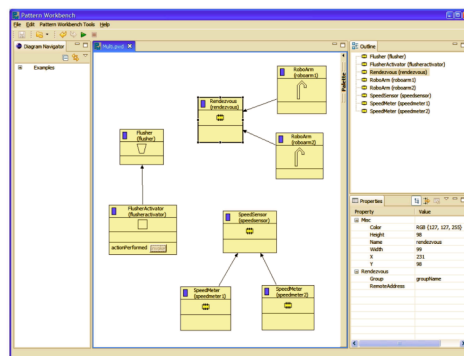 Pattern Workbench
File Edit Pattern Workbench Tools Help
Diagram Navigator
Examples
Multi.pwd
Palette
RoboArm
(roboarm1)
Rendezvous
(rendezvous)
RoboArm
(roboarm2)
Flusher
(flusher)
FlusherActivator
(flusheractivator)
actionPerformed
SpeedSensor
(speedsensor)
SpeedMeter
(speedmeter1)
SpeedMeter
(speedmeter2)
Outline
Flusher (flusher)
FlusherActivator (flusheractivator)
Rendezvous (rendezvous)
RoboArm (roboarm1)
RoboArm (roboarm2)
SpeedSensor (speedsensor)
SpeedMeter (speedmeter1)
SpeedMeter (speedmeter2)
Properties
Property Value
Misc
Color RGB {127, 127, 255}
Height 98
Name rendezvous
Width 99
X 231
Y 98
Rendezvous
Group groupName
RemoteAddress